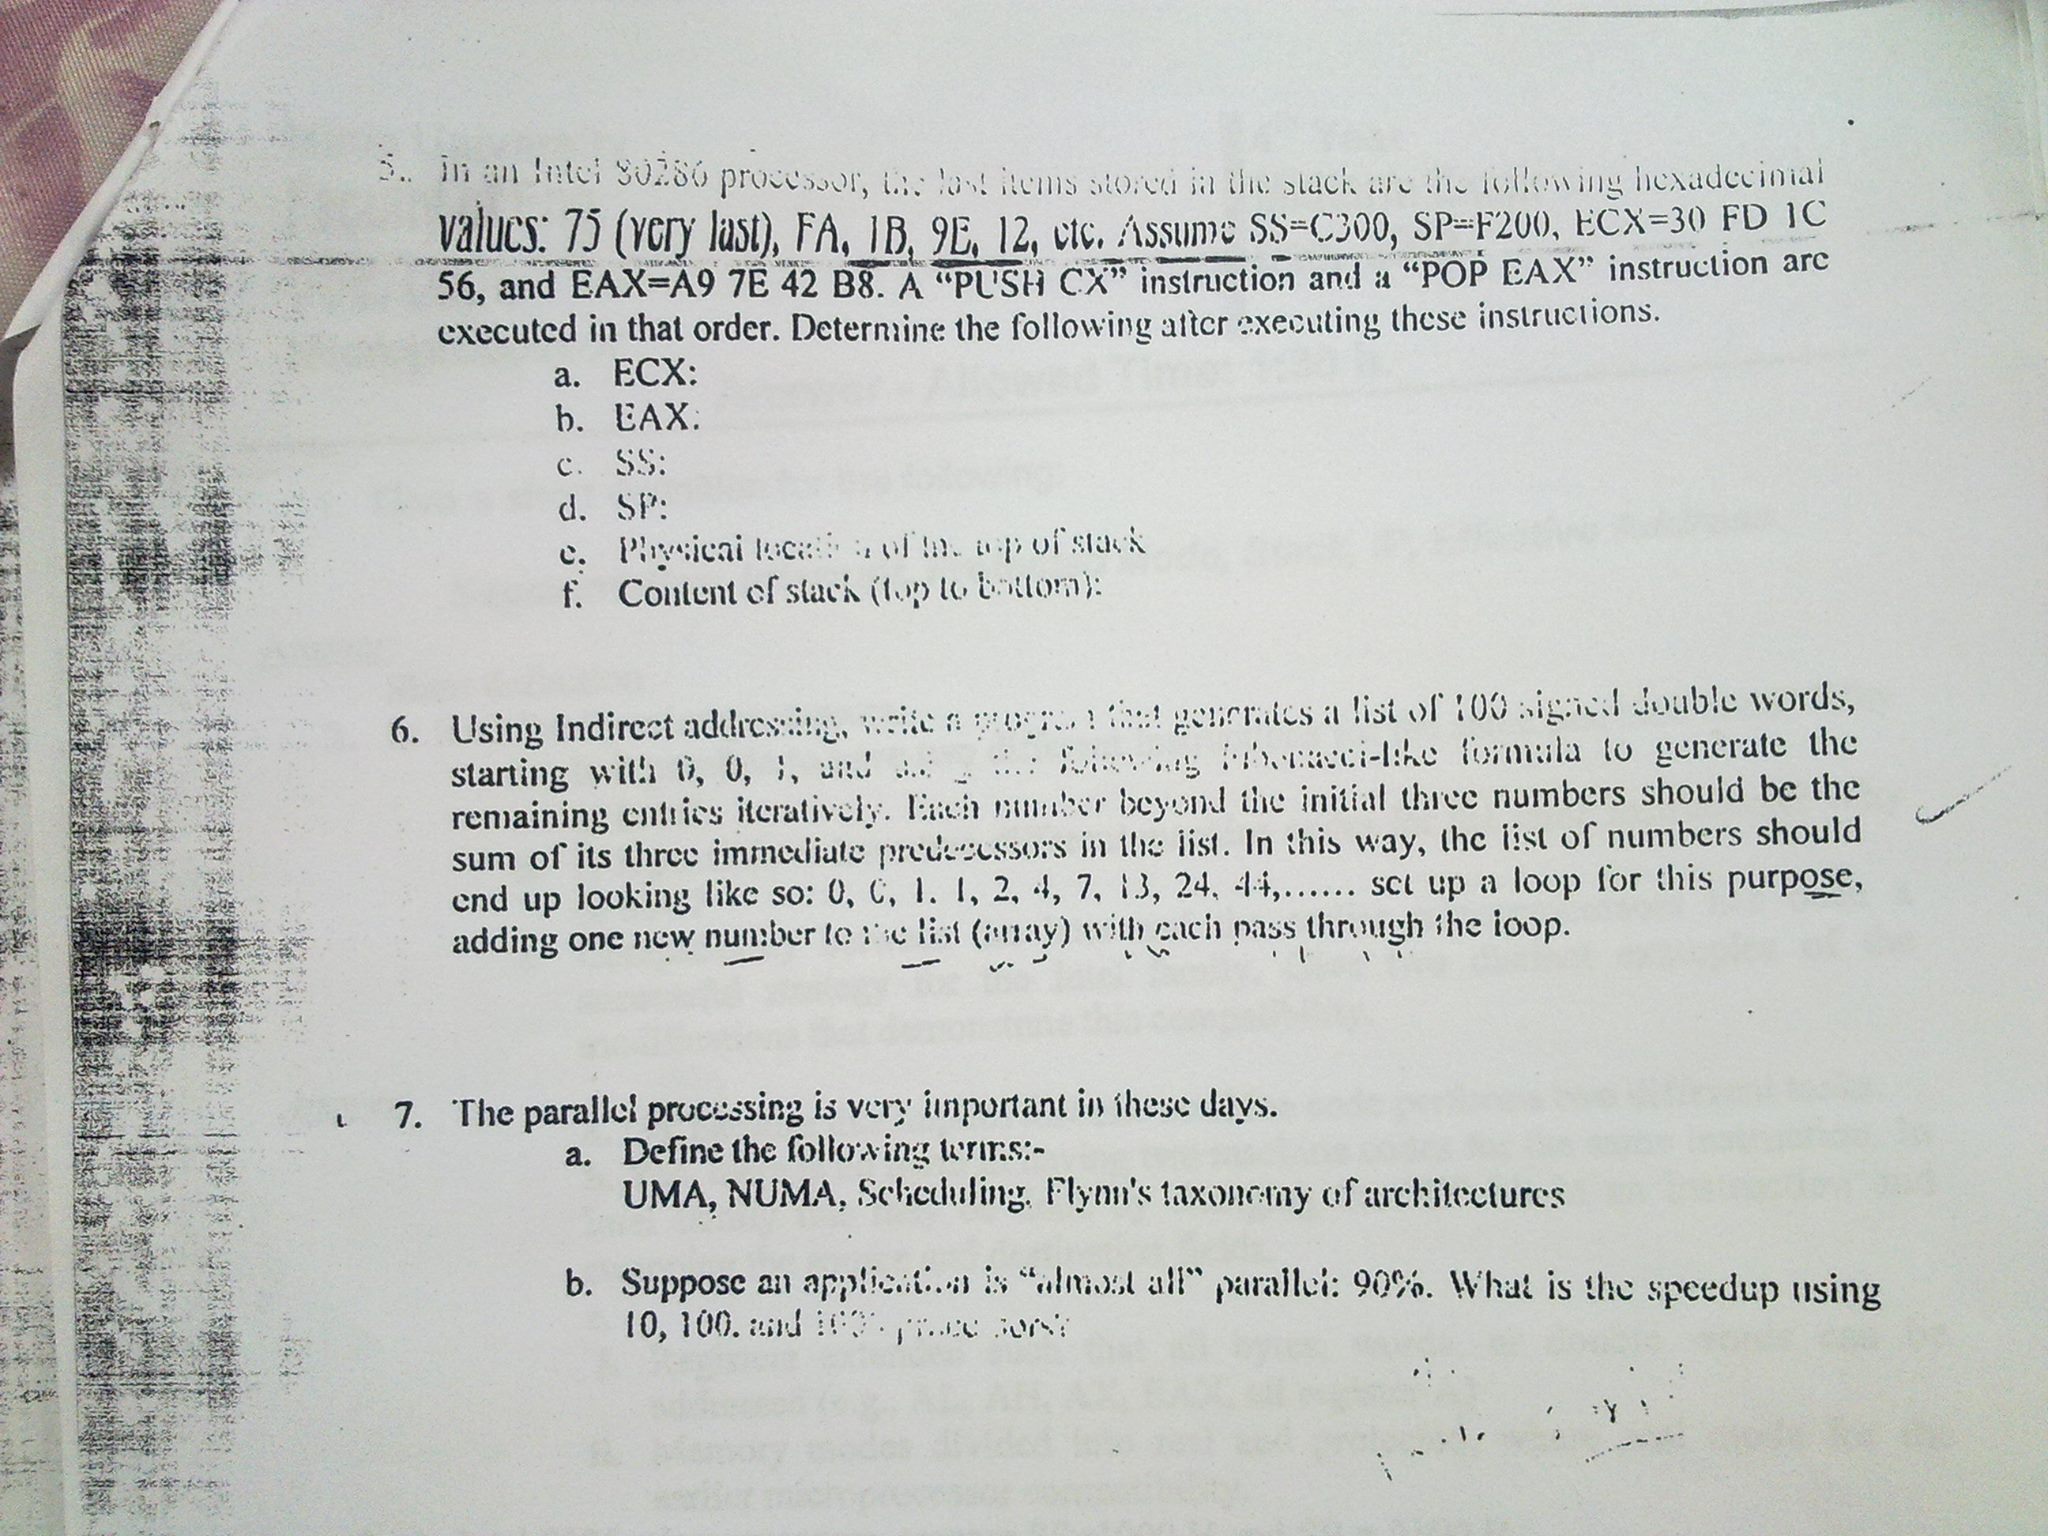 5. In an Intel 80286 processor, the last items stored in the stack are the following hexadecimal
values: 75 (very last), FA, 1B, 9E, 12, etc. Assume SS=C300, SP=F200, ECX=30 FD 1C
56, and EAX=A9 7E 42 B8. A “PUSH CX” instruction and a “POP EAX” instruction are
executed in that order. Determine the following after executing these instructions.
a. ECX:
b. EAX:
c. SS:
d. SP:
e. Physical location of the top of stack
f. Content of stack (top to bottom):
6. Using Indirect addressing, write a program that generates a list of 100 signed double words,
starting with 0, 0, 1, and using the following fibonacci-like formula to generate the
remaining entries iteratively. Each number beyond the initial three numbers should be the
sum of its three immediate predecessors in the list. In this way, the list of numbers should
end up looking like so: 0, 0, 1, 1, 2, 4, 7, 13, 24, 44,...... set up a loop for this purpose,
adding one new number to the list (array) with each pass through the loop.
7. The parallel processing is very important in these days.
a. Define the following terms:-
UMA, NUMA, Scheduling, Flynn's taxonomy of architectures
b. Suppose an application is “almost all” parallel: 90%. What is the speedup using
10, 100, and processors?